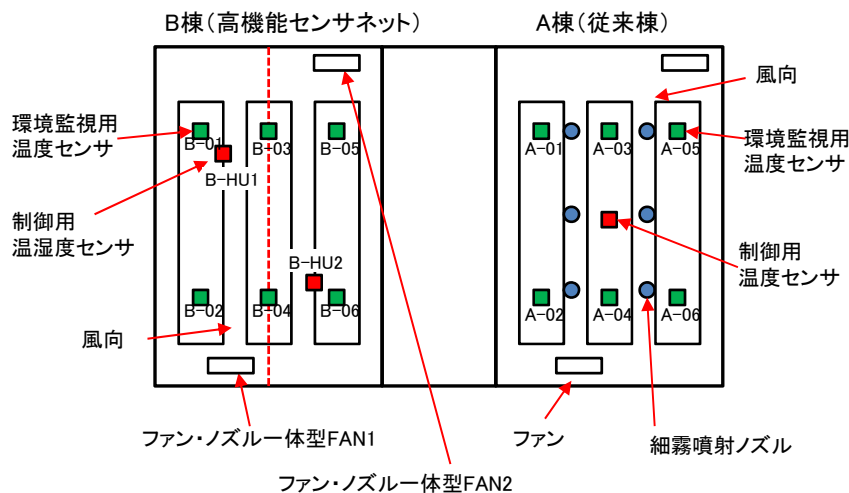 B棟（高機能センサネット）
A棟（従来棟）
風向
環境監視用
温度センサ
B-01
B-03
B-05
A-01
A-03
A-05
環境監視用
温度センサ
B-HU1
制御用
温湿度センサ
制御用
温度センサ
B-HU2
B-02
B-04
B-06
A-02
A-04
A-06
風向
ファン・ノズル一体型FAN1
ファン
細霧噴射ノズル
ファン・ノズル一体型FAN2